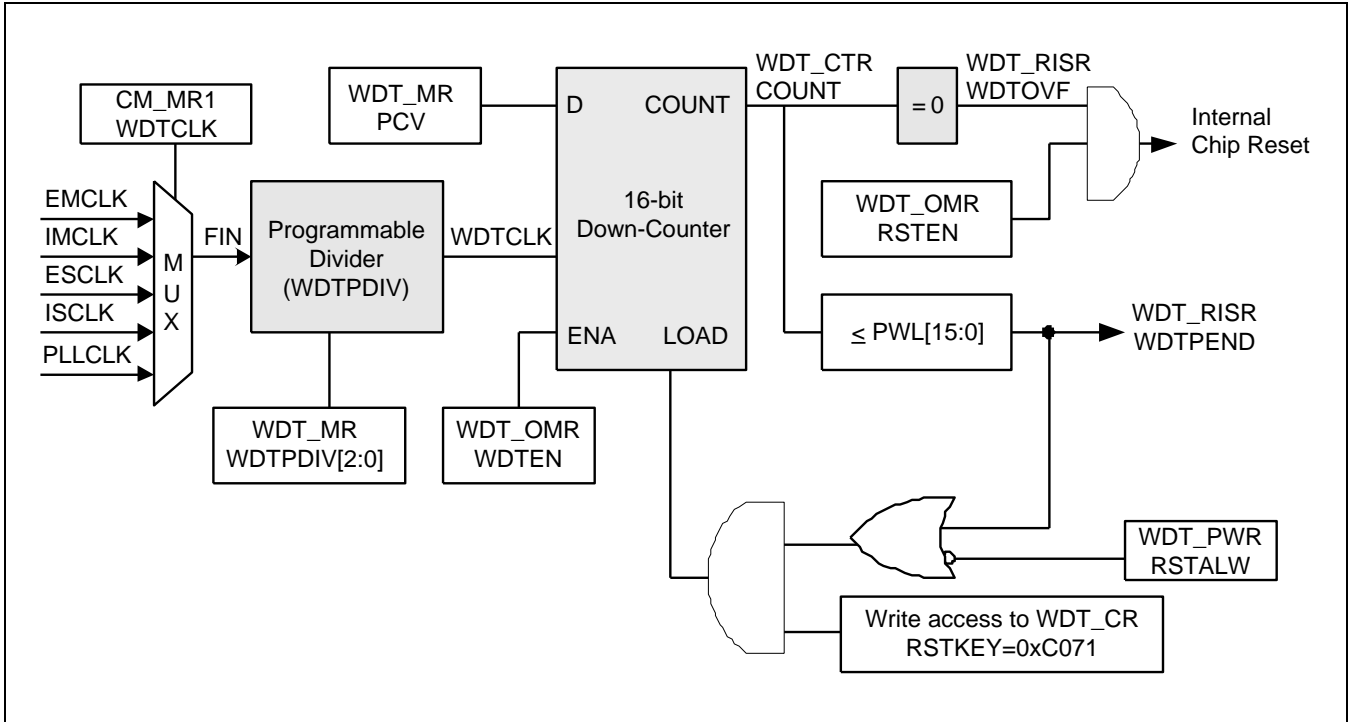 CM_MR1
WDTCLK
EMCLK
IMCLK
ESCLK
ISCLK
PLLCLK
M
U
X
FIN
Programmable
Divider
(WDTPDIV)
WDT_MR
WDTPDIV[2:0]
WDT_MR
PCV
WDTCLK
WDT_OMR
WDTEN
D
COUNT
16-bit
Down-Counter
ENA
LOAD
WDT_CTR
COUNT
= 0
WDT_RISR
WDTOVF
Internal
Chip Reset
WDT_OMR
RSTEN
≤ PWL[15:0]
WDT_RISR
WDTPEND
WDT_PWR
RSTALW
Write access to WDT_CR
RSTKEY=0xC071